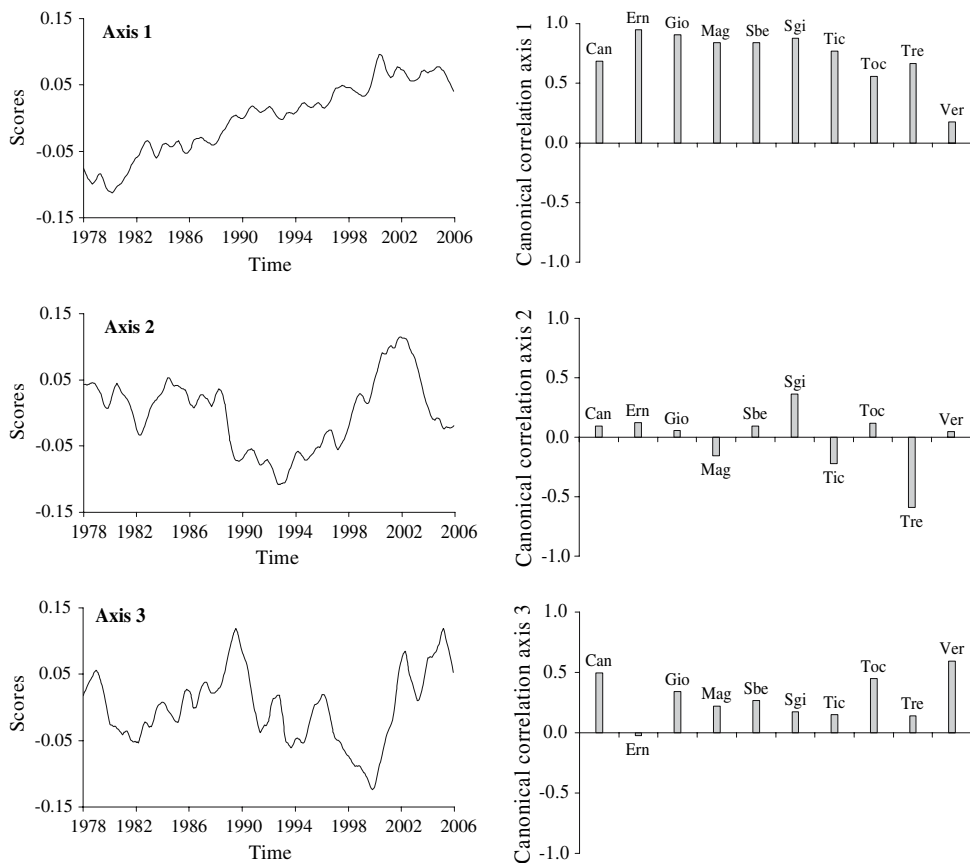 Axis 1
Scores
0.15
0.05
-0.05
-0.15
1978 1982 1986 1990 1994 1998 2002 2006
Time
Canonical correlation axis 1
1.0
0.5
0.0
-0.5
-1.0
Can Ern Gio Mag Sbe Sgi Tic Toc Tre Ver
Axis 2
Scores
0.15
0.05
-0.05
-0.15
1978 1982 1986 1990 1994 1998 2002 2006
Time
Canonical correlation axis 2
1.0
0.5
0.0
-0.5
-1.0
Can Ern Gio Mag Sbe Sgi Tic Toc Tre Ver
Axis 3
Scores
0.15
0.05
-0.05
-0.15
1978 1982 1986 1990 1994 1998 2002 2006
Time
Canonical correlation axis 3
1.0
0.5
0.0
-0.5
-1.0
Can Ern Gio Mag Sbe Sgi Tic Toc Tre Ver